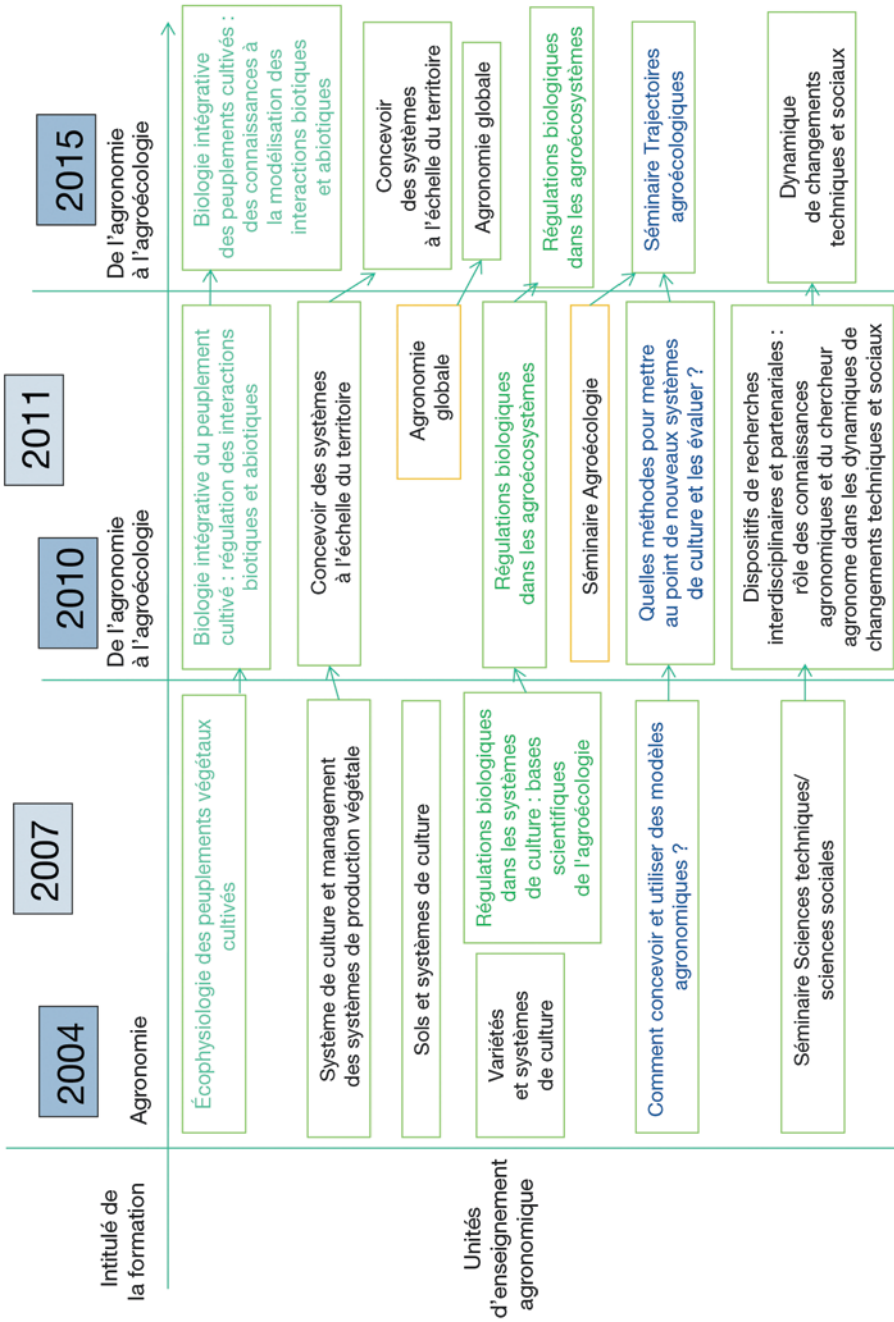 2004
2007
2010
2011
2015
Intitulé de
la formation
Agronomie
De l'agronomie
à l'agroécologie
De l'agronomie
à l'agroécologie
Unités
d'enseignement
agronomique
Écophysiologie des peuplements végétaux
cultivés
Système de culture et management
des systèmes de production végétale
Sols et systèmes de culture
Variétés
et systèmes
de culture
Régulations biologiques
dans les systèmes
de culture : bases
scientifiques
de l'agroécologie
Comment concevoir et utiliser des modèles
agronomiques ?
Séminaire Sciences techniques/
sciences sociales
Biologie intégrative du peuplement
cultivé : régulation des interactions
biotiques et abiotiques
Concevoir des systèmes
à l'échelle du territoire
Agronomie
globale
Régulations biologiques
dans les agroécosystèmes
Séminaire Agroécologie
Quelles méthodes pour mettre
au point de nouveaux systèmes
de culture et les évaluer ?
Dispositifs de recherches
interdisciplinaires et partenariales :
rôle des connaissances
agronomiques et du chercheur
agronome dans les dynamiques de
changements techniques et sociaux
Biologie intégrative
des peuplements cultivés :
des connaissances à
la modélisation des
interactions biotiques
et abiotiques
Concevoir
des systèmes
à l'échelle du territoire
Agronomie globale
Régulations biologiques
dans les agroécosystèmes
Séminaire Trajectoires
agroécologiques
Dynamique
de changements
techniques et sociaux